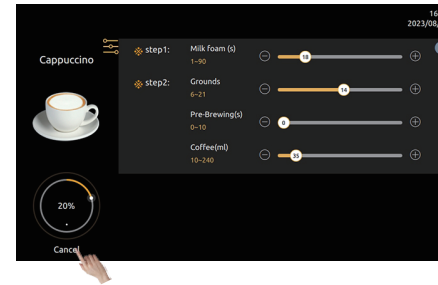 16
2023/08/
Cappuccino
step1:
Milk foam (s)
1~90
18
step2:
Grounds
6~21
14
Pre-Brewing(s)
0~10
0
Coffee(ml)
10~240
35
20%
Cancel